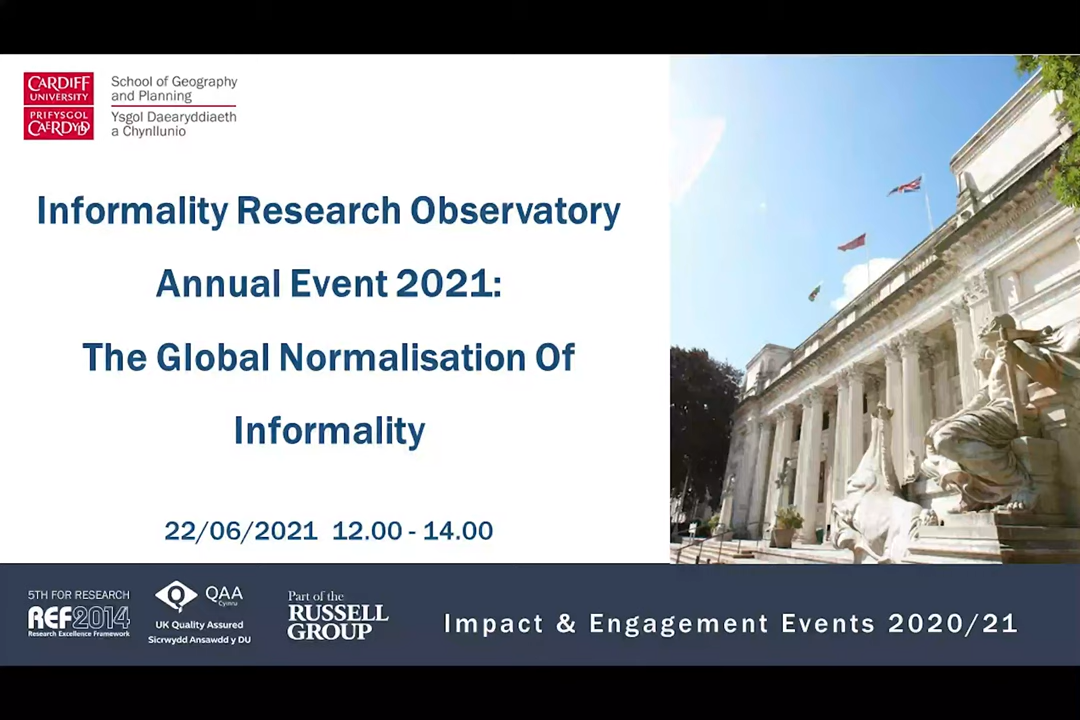 CARDIFF
UNIVERSITY
PRIFYSGOL
CAERDYDD
School of Geography
and Planning
Ysgol Daearyddiaeth
a Chynllunio
Informality Research Observatory
Annual Event 2021:
The Global Normalisation Of
Informality
22/06/2021 12.00 - 14.00
5TH FOR RESEARCH
REF2014
Research Excellence Framework
QAA
Cymru
UK Quality Assured
Sicrwydd Ansawdd y DU
Part of the
RUSSELL
GROUP
Impact & Engagement Events 2020/21